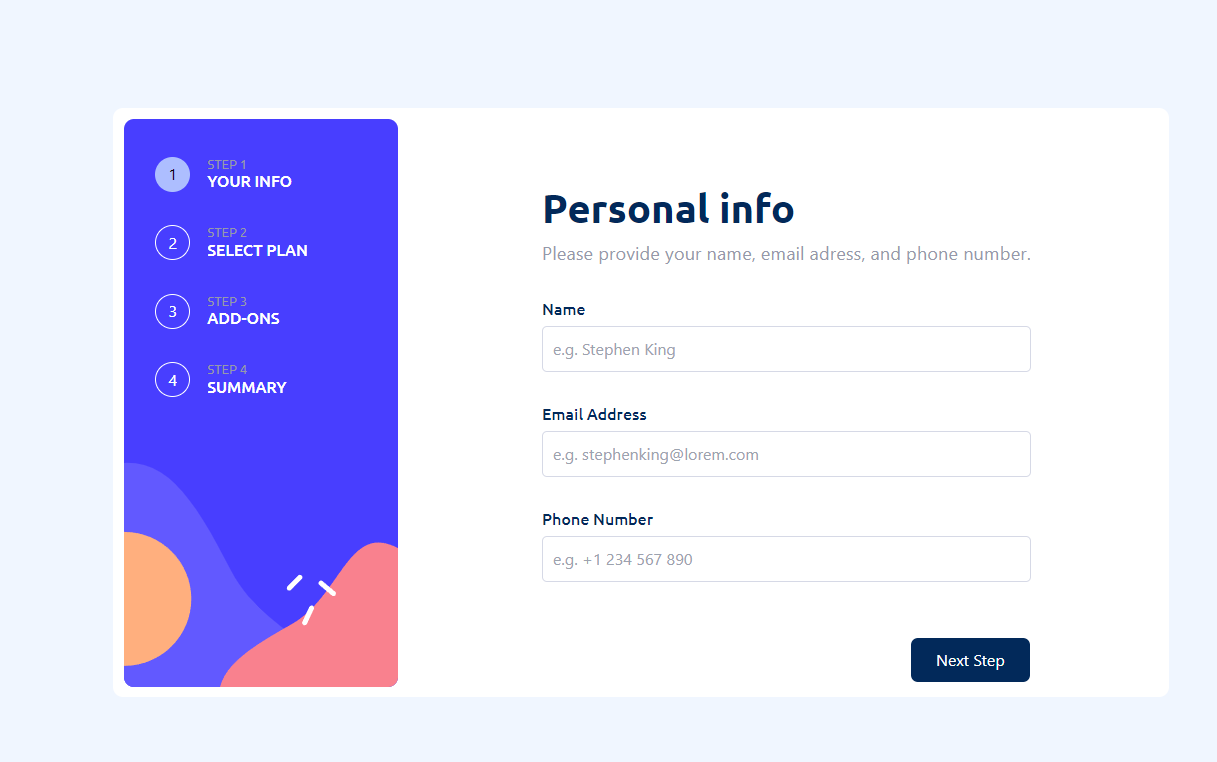 1
STEP 1
YOUR INFO
2
STEP 2
SELECT PLAN
3
STEP 3
ADD-ONS
4
STEP 4
SUMMARY
Personal info
Please provide your name, email adress, and phone number.
Name
e.g. Stephen King
Email Address
e.g. stephenking@lorem.com
Phone Number
e.g. +1 234 567 890
Next Step